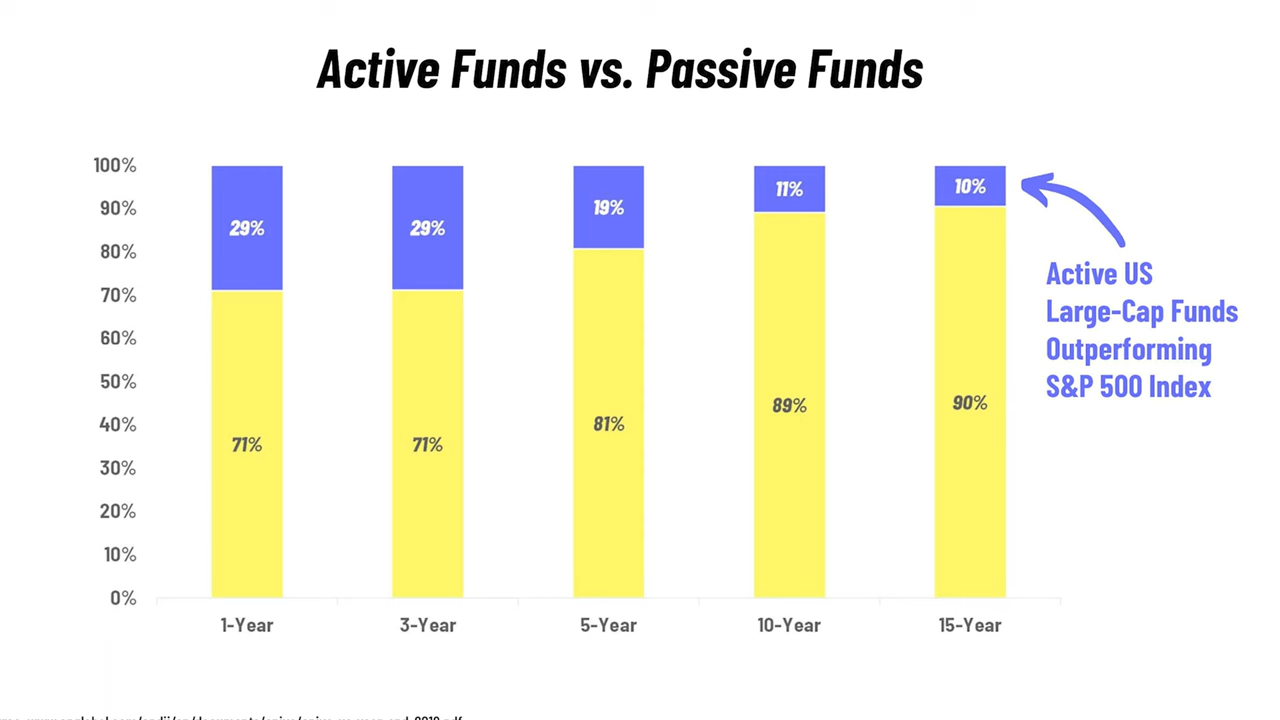 Active Funds vs. Passive Funds
100%
90%
80%
70%
60%
50%
40%
30%
20%
10%
0%
29%
29%
19%
11%
10%
71%
71%
81%
89%
90%
1-Year
3-Year
5-Year
10-Year
15-Year
Active US
Large-Cap Funds
Outperforming
S&P 500 Index